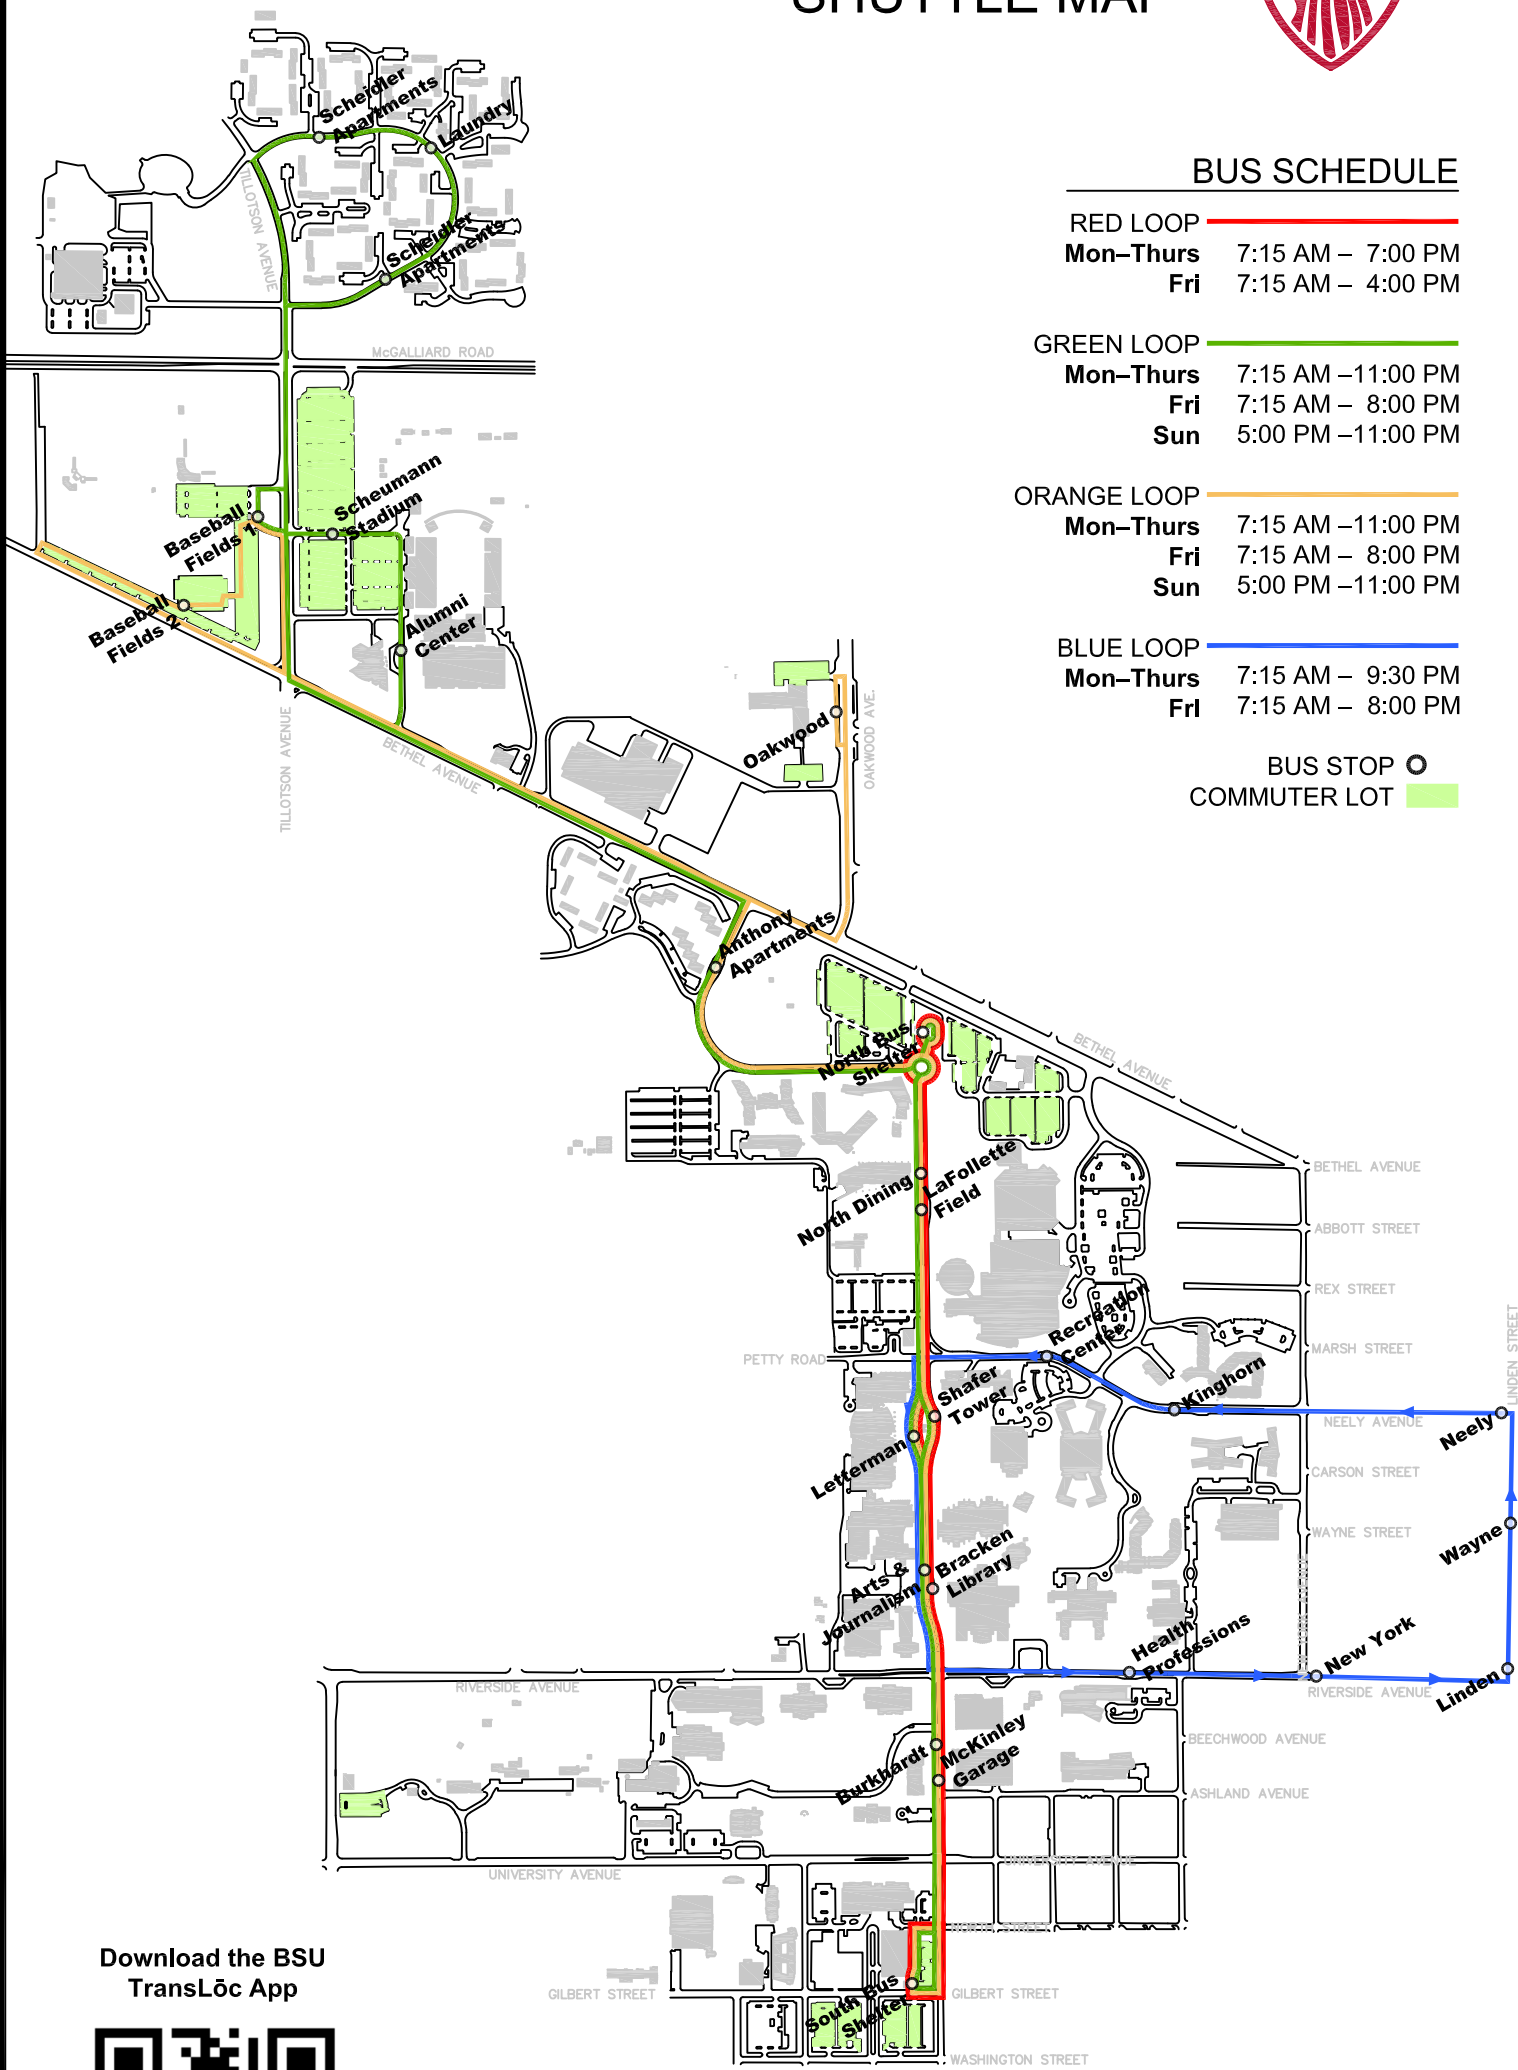 SHUTTLE MAP
BUS SCHEDULE
RED LOOP
Mon–Thurs 7:15 AM – 7:00 PM
Fri 7:15 AM – 4:00 PM
GREEN LOOP
Mon–Thurs 7:15 AM –11:00 PM
Fri 7:15 AM – 8:00 PM
Sun 5:00 PM –11:00 PM
ORANGE LOOP
Mon–Thurs 7:15 AM –11:00 PM
Fri 7:15 AM – 8:00 PM
Sun 5:00 PM –11:00 PM
BLUE LOOP
Mon–Thurs 7:15 AM – 9:30 PM
FrI 7:15 AM – 8:00 PM
BUS STOP
COMMUTER LOT
Scheidler
Apartments
Laundry
TILLOTSON AVENUE
Scheidler
Apartments
McGALLIARD ROAD
Scheumann
Stadium
Baseball
Fields 1
Baseball
Fields 2
Alumni
Center
TILLOTSON AVENUE
BETHEL AVENUE
Oakwood
OAKWOOD AVE.
Anthony
Apartments
North Bus
Shelter
BETHEL AVENUE
North Dining
LaFollette
Field
BETHEL AVENUE
ABBOTT STREET
REX STREET
MARSH STREET
LINDEN STREET
Recreation
Center
PETTY ROAD
Kinghorn
Shafer
Tower
NEELY AVENUE
Neely
Letterman
CARSON STREET
WAYNE STREET
Wayne
Bracken
Library
Arts &
Journalism
Health
Professions
New York
RIVERSIDE AVENUE
RIVERSIDE AVENUE
Linden
BEECHWOOD AVENUE
McKinley
Garage
Burkhardt
ASHLAND AVENUE
UNIVERSITY AVENUE
UNIVERSITY AVENUE
NORTH STREET
GILBERT STREET
GILBERT STREET
South Bus
Shelter
WASHINGTON STREET
Download the BSU
TransLōc App